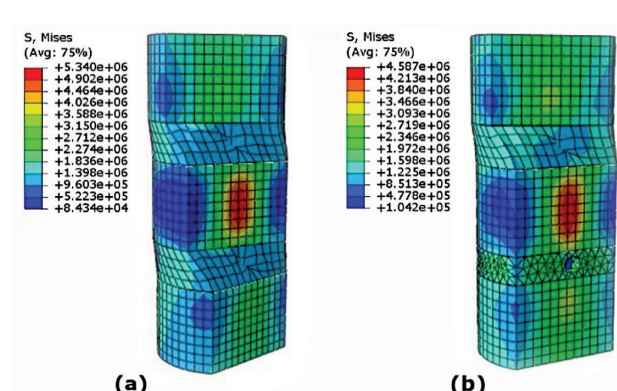 S, Mises
(Avg: 75%)
+5.340e+06
+4.902e+06
+4.464e+06
+4.026e+06
+3.588e+06
+3.150e+06
+2.712e+06
+2.274e+06
+1.836e+06
+1.398e+06
+9.603e+05
+5.223e+05
+8.434e+04
(a)
S, Mises
(Avg: 75%)
+4.587e+06
+4.213e+06
+3.840e+06
+3.466e+06
+3.093e+06
+2.719e+06
+2.346e+06
+1.972e+06
+1.598e+06
+1.225e+06
+8.513e+05
+4.778e+05
+1.042e+05
(b)